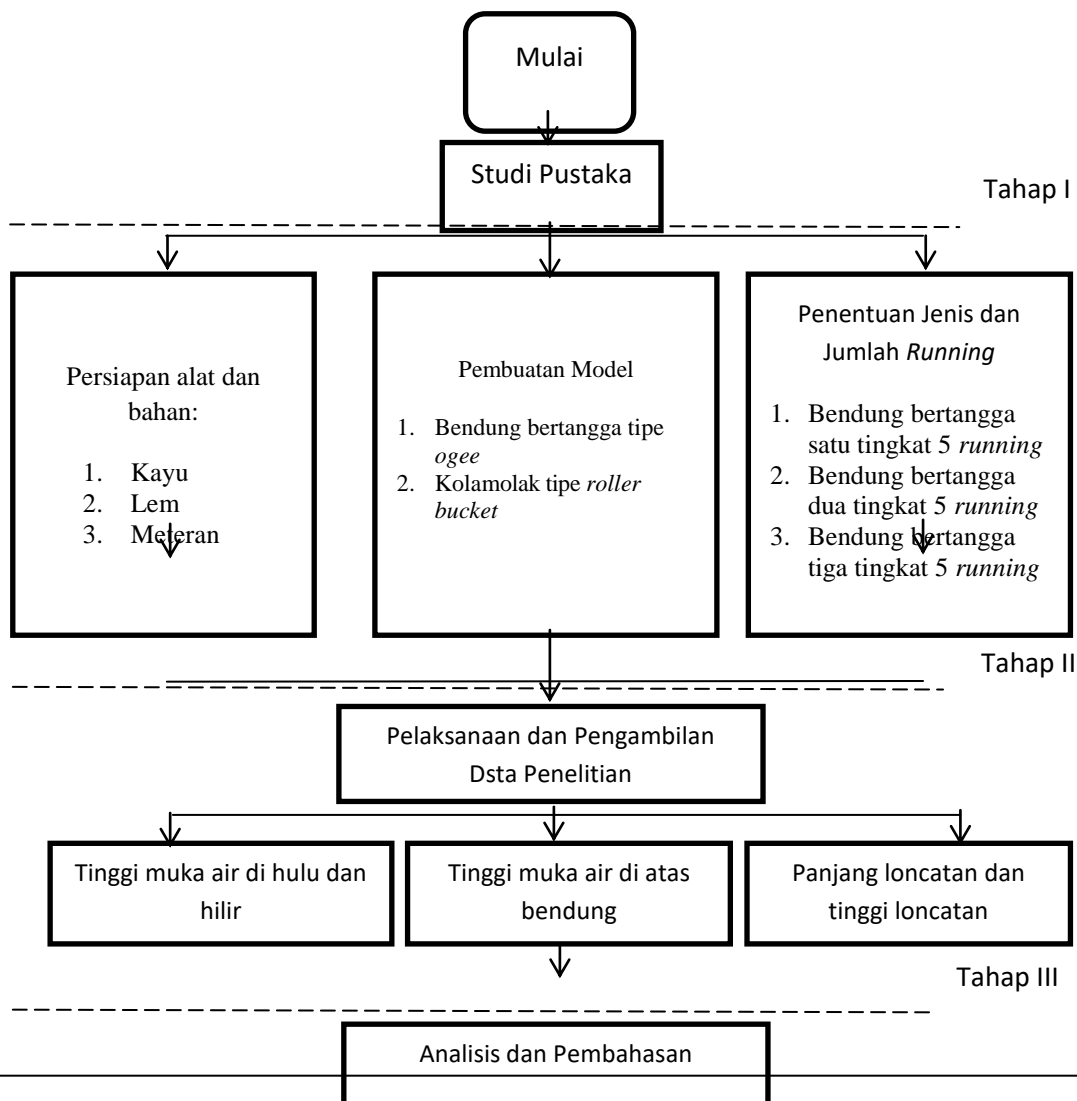 Mulai
Studi Pustaka
Tahap I
Persiapan alat dan
bahan:
1. Kayu
2. Lem
3. Meteran
Pembuatan Model
1. Bendung bertangga tipe
ogee
2. Kolamolak tipe roller
bucket
Penentuan Jenis dan
Jumlah Running
1. Bendung bertangga
satu tingkat 5 running
2. Bendung bertangga
dua tingkat 5 running
3. Bendung bertangga
tiga tingkat 5 running
Tahap II
Pelaksanaan dan Pengambilan
Dsta Penelitian
Tinggi muka air di hulu dan
hilir
Tinggi muka air di atas
bendung
Panjang loncatan dan
tinggi loncatan
Tahap III
Analisis dan Pembahasan